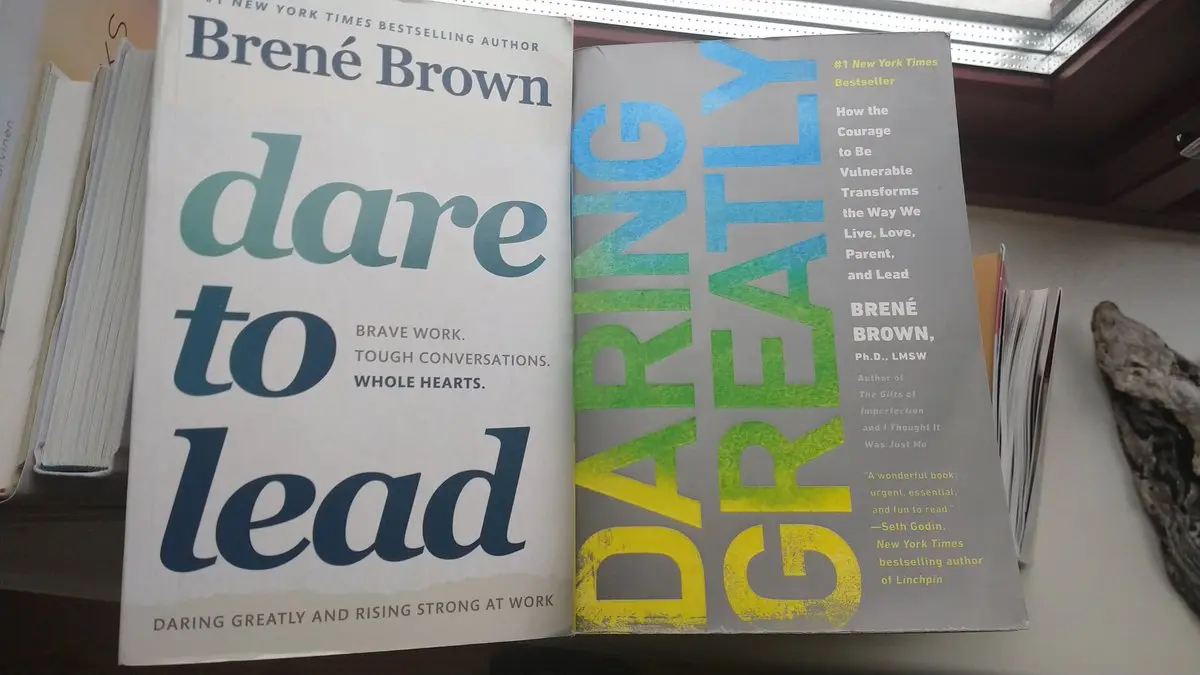 #1 NEW YORK TIMES BESTSELLING AUTHOR
Brené Brown
dare
to
lead
BRAVE WORK.
TOUGH CONVERSATIONS.
WHOLE HEARTS.
DARING GREATLY AND RISING STRONG AT WORK
DARING
GREATLY
#1 New York Times
Bestseller
How the
Courage
to Be
Vulnerable
Transforms
the Way We
Live, Love,
Parent,
and Lead
BRENÉ
BROWN,
Ph.D., LMSW
Author of
The Gifts of
Imperfection
and I Thought It
Was Just Me
"A wonderful book:
urgent, essential,
and fun to read."
—Seth Godin,
New York Times
bestselling author
of Linchpin